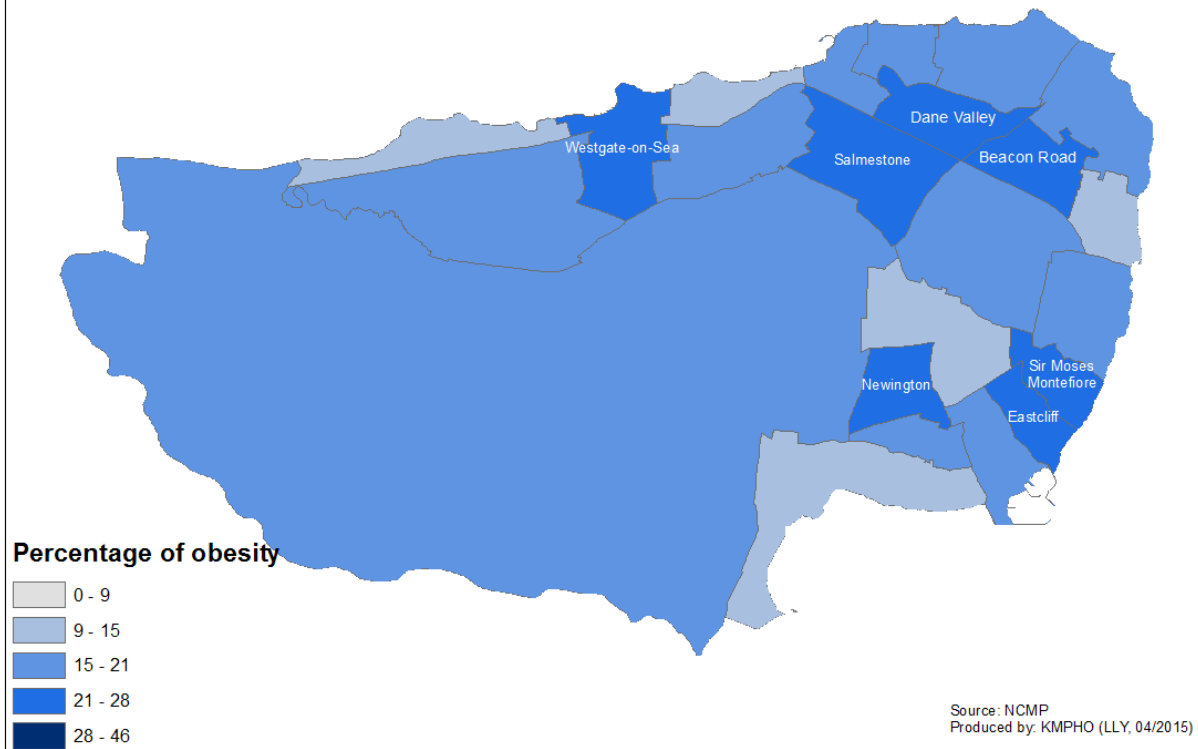 Dane Valley
Westgate-on-Sea
Salmestone
Beacon Road
Sir Moses
Montefiore
Newington
Eastcliff
Percentage of obesity
0 - 9
9 - 15
15 - 21
21 - 28
28 - 46
Source: NCMP
Produced by: KMPHO (LLY, 04/2015)